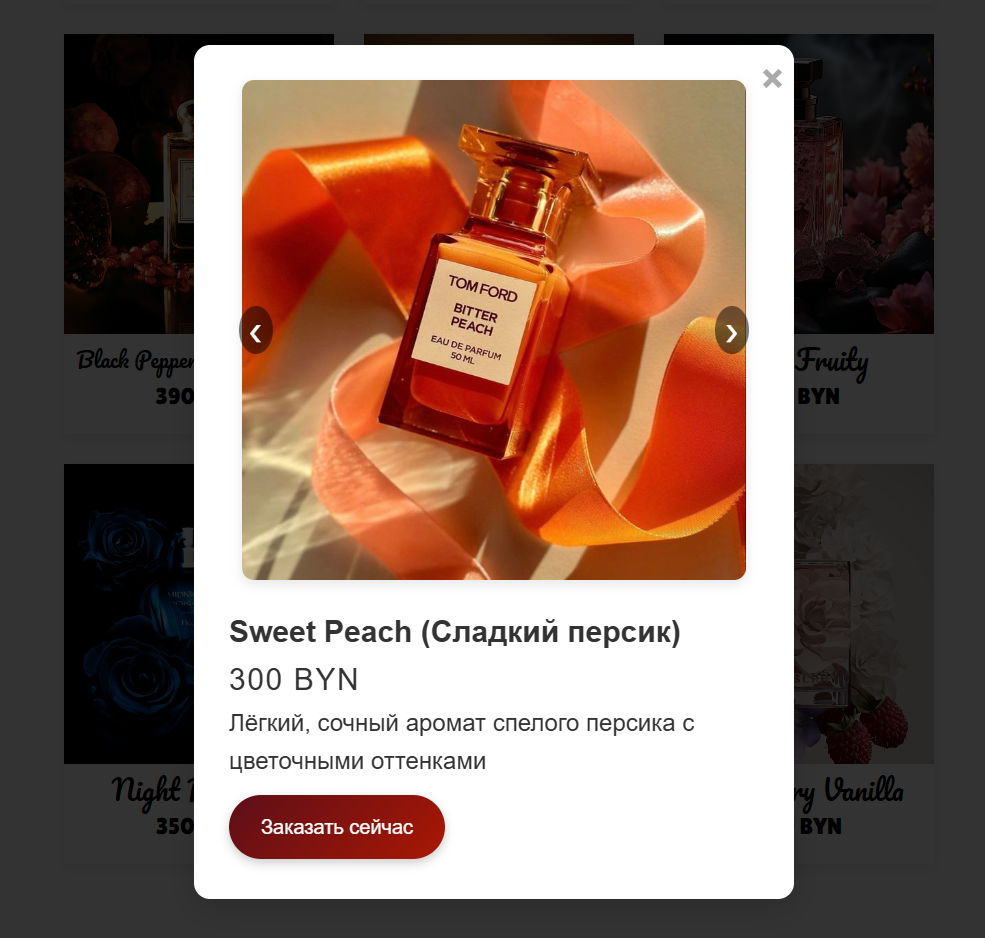 ×
TOM FORD
BITTER
PEACH
EAU DE PARFUM
50 ML
❮ ❯
Black Pepper
390
Fruity
BYN
Sweet Peach (Сладкий персик)
300 BYN
Лёгкий, сочный аромат спелого персика с
цветочными оттенками
Заказать сейчас
Night
350
ry Vanilla
BYN